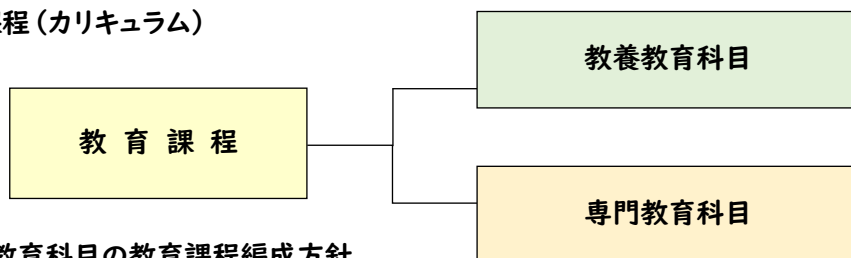 程(カリキュラム)
教養教育科目
教 育 課 程
専門教育科目
教育科目の教育課程編成方針